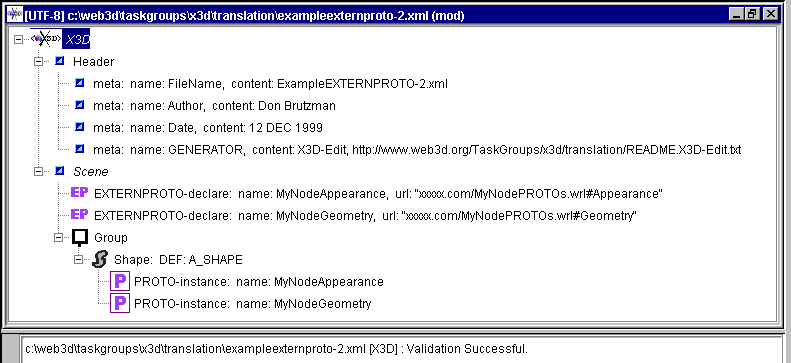 [UTF-8] c:\web3d\taskgroups\x3d\translation\exampleexternproto-2.xml (mod)
X3D X3D
Header
meta: name: FileName, content: ExampleEXTERNPROTO-2.xml
meta: name: Author, content: Don Brutzman
meta: name: Date, content: 12 DEC 1999
meta: name: GENERATOR, content: X3D-Edit, http://www.web3d.org/TaskGroups/x3d/translation/README.X3D-Edit.txt
Scene
EP EXTERNPROTO-declare: name: MyNodeAppearance, url: "xxxxx.com/MyNodePROTOs.wrl#Appearance"
EP EXTERNPROTO-declare: name: MyNodeGeometry, url: "xxxxx.com/MyNodePROTOs.wrl#Geometry"
Group
S Shape: DEF: A_SHAPE
P PROTO-instance: name: MyNodeAppearance
P PROTO-instance: name: MyNodeGeometry
c:\web3d\taskgroups\x3d\translation\exampleexternproto-2.xml [X3D] : Validation Successful.